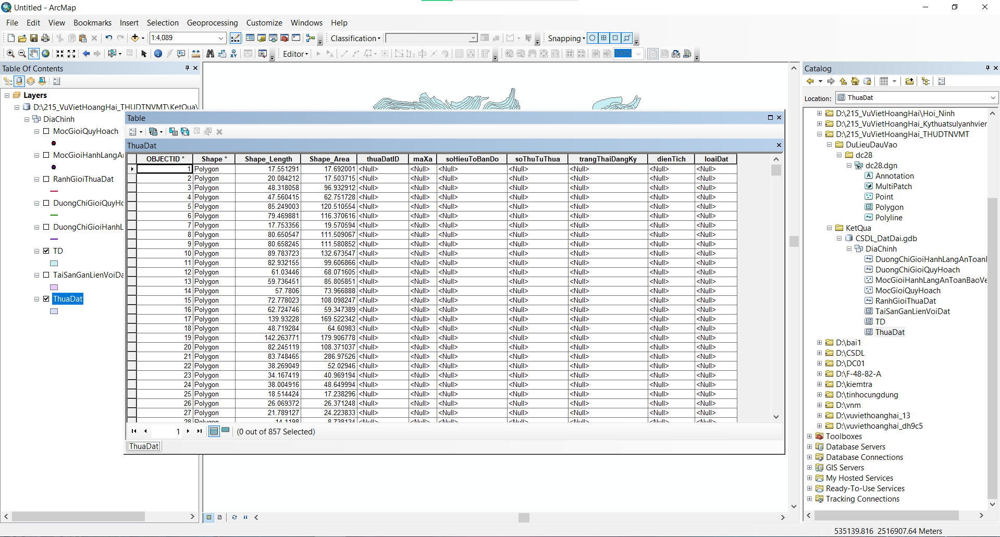 Untitled - ArcMap
File Edit View Bookmarks Insert Selection Geoprocessing Customize Windows Help
1:4,089 Classification Snapping
Editor 100%
Table Of Contents
Layers
D:\215_VuVietHoangHai_THUDTNVMT\KetQua\
DiaChinh
MocGioiQuyHoach
MocGioiHanhLangAn
RanhGioiThuaDat
DuongChiGioiQuyHo
DuongChiGioiHanhL
TD
TaiSanGanLienVoiDa
ThuaDat
Table
ThuaDat
OBJECTID * Shape * Shape_Length Shape_Area thuaDatID maXa soHieuToBanDo soThuTuThua trangThaiDangKy dienTich loaiDat
1 Polygon 17.551291 17.692001 <Null> <Null> <Null> <Null> <Null> <Null> <Null>
2 Polygon 20.084212 17.503715 <Null> <Null> <Null> <Null> <Null> <Null> <Null>
3 Polygon 48.318058 96.932912 <Null> <Null> <Null> <Null> <Null> <Null> <Null>
4 Polygon 47.560415 62.751728 <Null> <Null> <Null> <Null> <Null> <Null> <Null>
5 Polygon 85.249003 120.510554 <Null> <Null> <Null> <Null> <Null> <Null> <Null>
6 Polygon 79.469881 116.370616 <Null> <Null> <Null> <Null> <Null> <Null> <Null>
7 Polygon 17.753356 19.570594 <Null> <Null> <Null> <Null> <Null> <Null> <Null>
8 Polygon 80.650547 111.509067 <Null> <Null> <Null> <Null> <Null> <Null> <Null>
9 Polygon 80.658245 111.580852 <Null> <Null> <Null> <Null> <Null> <Null> <Null>
10 Polygon 89.783723 132.673547 <Null> <Null> <Null> <Null> <Null> <Null> <Null>
11 Polygon 82.932155 99.606866 <Null> <Null> <Null> <Null> <Null> <Null> <Null>
12 Polygon 61.03446 68.071605 <Null> <Null> <Null> <Null> <Null> <Null> <Null>
13 Polygon 59.736451 85.805851 <Null> <Null> <Null> <Null> <Null> <Null> <Null>
14 Polygon 57.7806 73.966888 <Null> <Null> <Null> <Null> <Null> <Null> <Null>
15 Polygon 72.778023 108.098247 <Null> <Null> <Null> <Null> <Null> <Null> <Null>
16 Polygon 62.724746 59.347389 <Null> <Null> <Null> <Null> <Null> <Null> <Null>
17 Polygon 139.93228 169.522342 <Null> <Null> <Null> <Null> <Null> <Null> <Null>
18 Polygon 48.719284 64.60983 <Null> <Null> <Null> <Null> <Null> <Null> <Null>
19 Polygon 142.263771 179.906778 <Null> <Null> <Null> <Null> <Null> <Null> <Null>
20 Polygon 82.245119 108.371037 <Null> <Null> <Null> <Null> <Null> <Null> <Null>
21 Polygon 83.748465 286.97526 <Null> <Null> <Null> <Null> <Null> <Null> <Null>
22 Polygon 38.269049 52.02946 <Null> <Null> <Null> <Null> <Null> <Null> <Null>
23 Polygon 34.167419 40.969194 <Null> <Null> <Null> <Null> <Null> <Null> <Null>
24 Polygon 38.004916 48.649994 <Null> <Null> <Null> <Null> <Null> <Null> <Null>
25 Polygon 18.514424 17.238296 <Null> <Null> <Null> <Null> <Null> <Null> <Null>
26 Polygon 26.069372 26.371248 <Null> <Null> <Null> <Null> <Null> <Null> <Null>
27 Polygon 21.789127 24.223833 <Null> <Null> <Null> <Null> <Null> <Null> <Null>
28 Polygon 14.1198 8.738134 <Null> <Null> <Null> <Null> <Null> <Null> <Null>
1 (0 out of 857 Selected)
ThuaDat
Catalog
Location: ThuaDat
D:\215_VuVietHoangHai\Hoi_Ninh
D:\215_VuVietHoangHai_Kythuatsulyanhvier
D:\215_VuVietHoangHai_THUDTNVMT
DuLieuDauVao
dc28
dc28.dgn
Annotation
MultiPatch
Point
Polygon
Polyline
KetQua
CSDL_DatDai.gdb
DiaChinh
DuongChiGioiHanhLangAnToanl
DuongChiGioiQuyHoach
MocGioiHanhLangAnToanBaoVe
MocGioiQuyHoach
RanhGioiThuaDat
TaiSanGanLienVoiDat
TD
ThuaDat
D:\bai1
D:\CSDL
D:\DC01
D:\F-48-82-A
D:\kiemtra
D:\tinhocungdung
D:\vnm
D:\vuviethoanghai_13
D:\vuviethoanghai_dh9c5
Toolboxes
Database Servers
Database Connections
GIS Servers
My Hosted Services
Ready-To-Use Services
Tracking Connections
535139.816 2516907.64 Meters